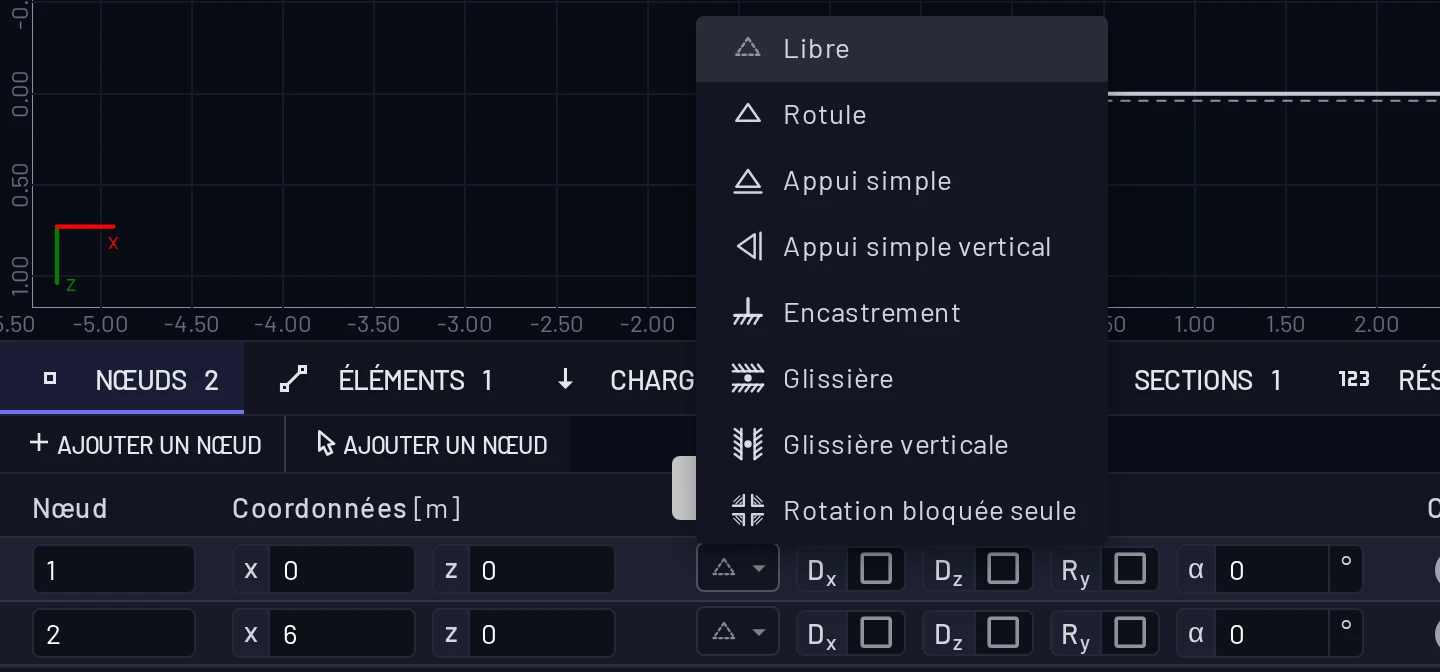 -0.
0.00
0.50
1.00
x
z
5.50 -5.00 -4.50 -4.00 -3.50 -3.00 -2.50 -2.00 50 1.00 1.50 2.00
Libre
Rotule
Appui simple
Appui simple vertical
Encastrement
Glissière
Glissière verticale
Rotation bloquée seule
NŒUDS 2 ÉLÉMENTS 1 CHARG SECTIONS 1 123 RÉS
+ AJOUTER UN NŒUD AJOUTER UN NŒUD
Nœud Coordonnées [m] C
1 x 0 z 0 Dx Dz Ry α 0 °
2 x 6 z 0 Dx Dz Ry α 0 °